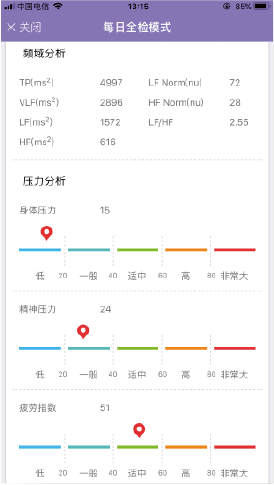 中国电信 13:15 85%
× 关闭 每日全检模式
频域分析
TP(ms²) 4997 LF Norm(nu) 72
VLF(ms²) 2896 HF Norm(nu) 28
LF(ms²) 1572 LF/HF 2.55
HF(ms²) 616
压力分析
身体压力 15
低 20 一般 40 适中 60 高 80 非常大
精神压力 24
低 20 一般 40 适中 60 高 80 非常大
疲劳指数 51
低 20 一般 40 适中 60 高 80 非常大